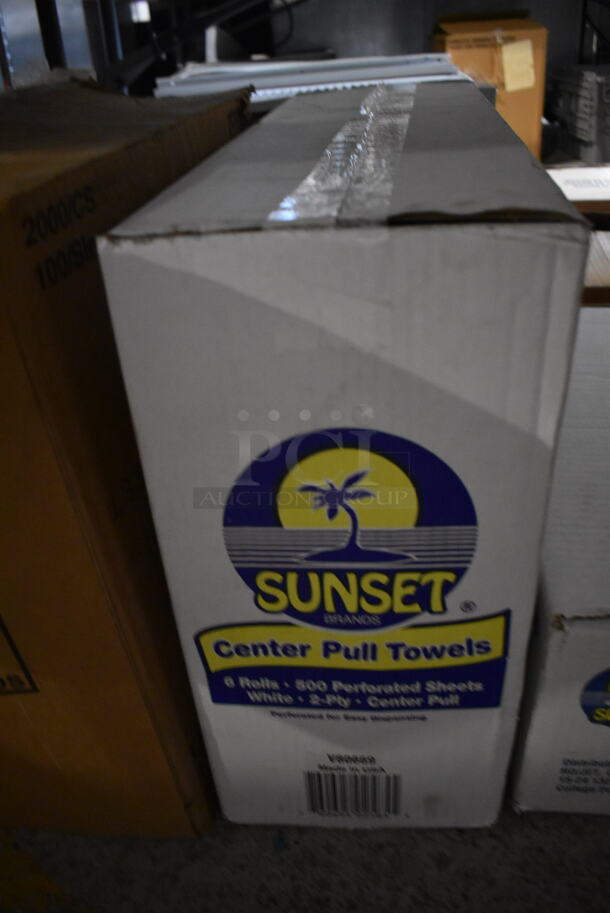 2000/CS
PCI
AUCTION GROUP
SUNSET
BRANDS
®
Center Pull Towels
6 Rolls · 500 Perforated Sheets
White · 2-Ply · Center Pull
Perforated for Easy Dispensing
Made in USA